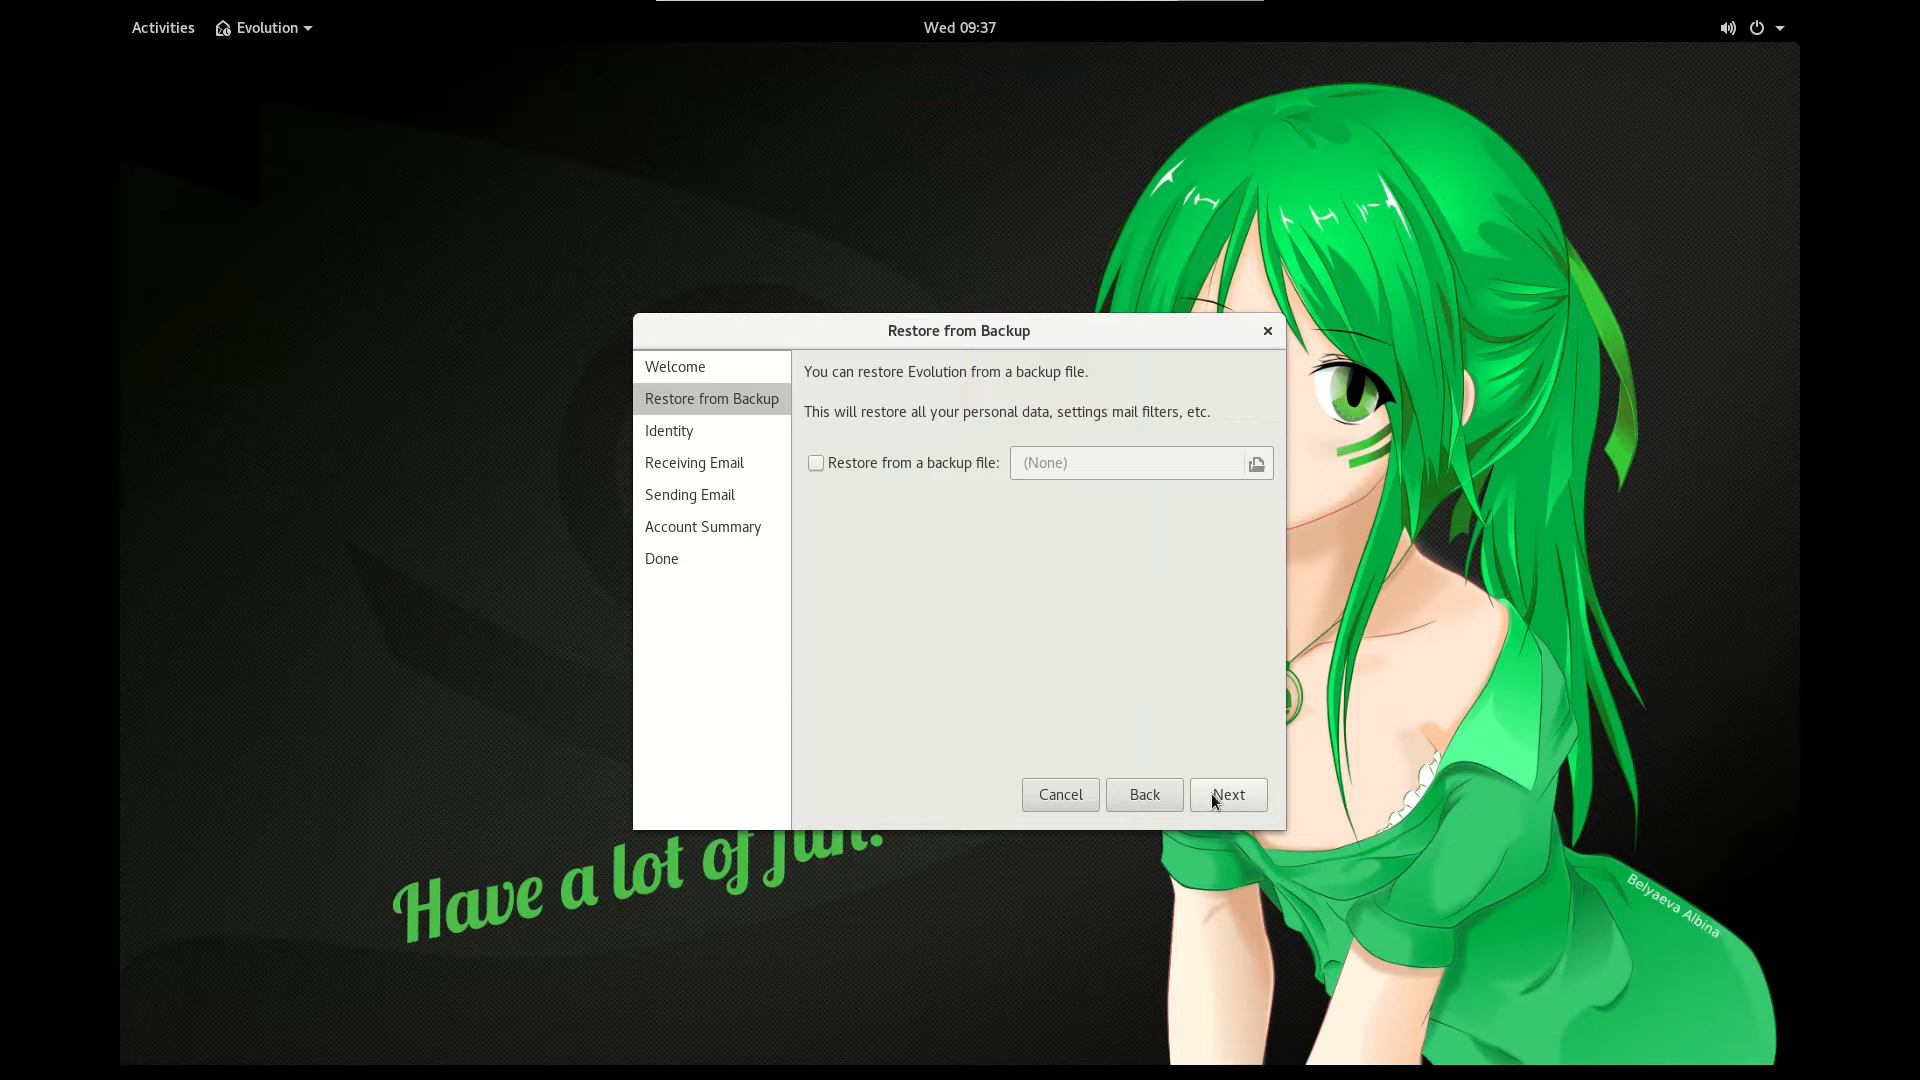 Activities
Evolution
Wed 09:37
Restore from Backup
Welcome
Restore from Backup
Identity
Receiving Email
Sending Email
Account Summary
Done
You can restore Evolution from a backup file.
This will restore all your personal data, settings mail filters, etc.
Restore from a backup file:
(None)
Cancel
Back
Next
Have a lot of fun.
Belyaeva Albina